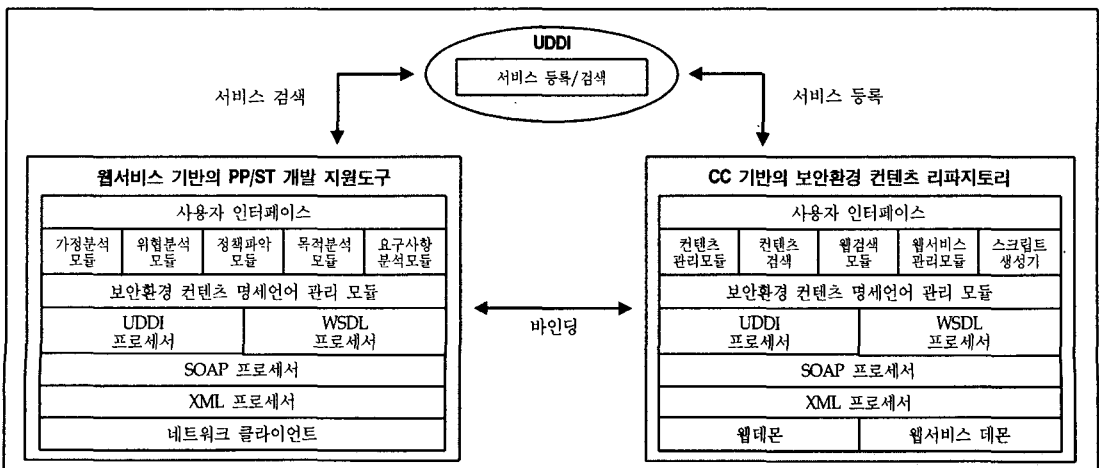 UDDI
서비스 등록/검색
서비스 검색
서비스 등록
웹서비스 기반의 PP/ST 개발 지원도구
사용자 인터페이스
가정분석
모듈
위협분석
모듈
정책파악
모듈
목적분석
모듈
요구사항
분석모듈
보안환경 컨텐츠 명세언어 관리 모듈
UDDI
프로세서
WSDL
프로세서
SOAP 프로세서
XML 프로세서
네트워크 클라이언트
바인딩
CC 기반의 보안환경 컨텐츠 리파지토리
사용자 인터페이스
컨텐츠
관리모듈
컨텐츠
검색
웹검색
모듈
웹서비스
관리모듈
스크립트
생성기
보안환경 컨텐츠 명세언어 관리 모듈
UDDI
프로세서
WSDL
프로세서
SOAP 프로세서
XML 프로세서
웹데몬
웹서비스 데몬